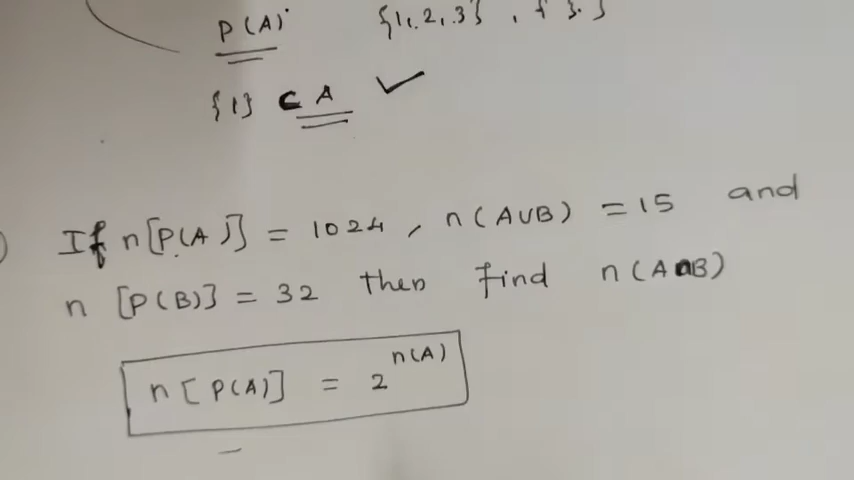 P(A) {1,2,3}, { }. }
{1} ⊂ A ✓
If n[P(A)] = 1024, n(A∪B) = 15 and
n [P(B)] = 32 then find n(A∩B)
n[P(A)] = 2^n(A)